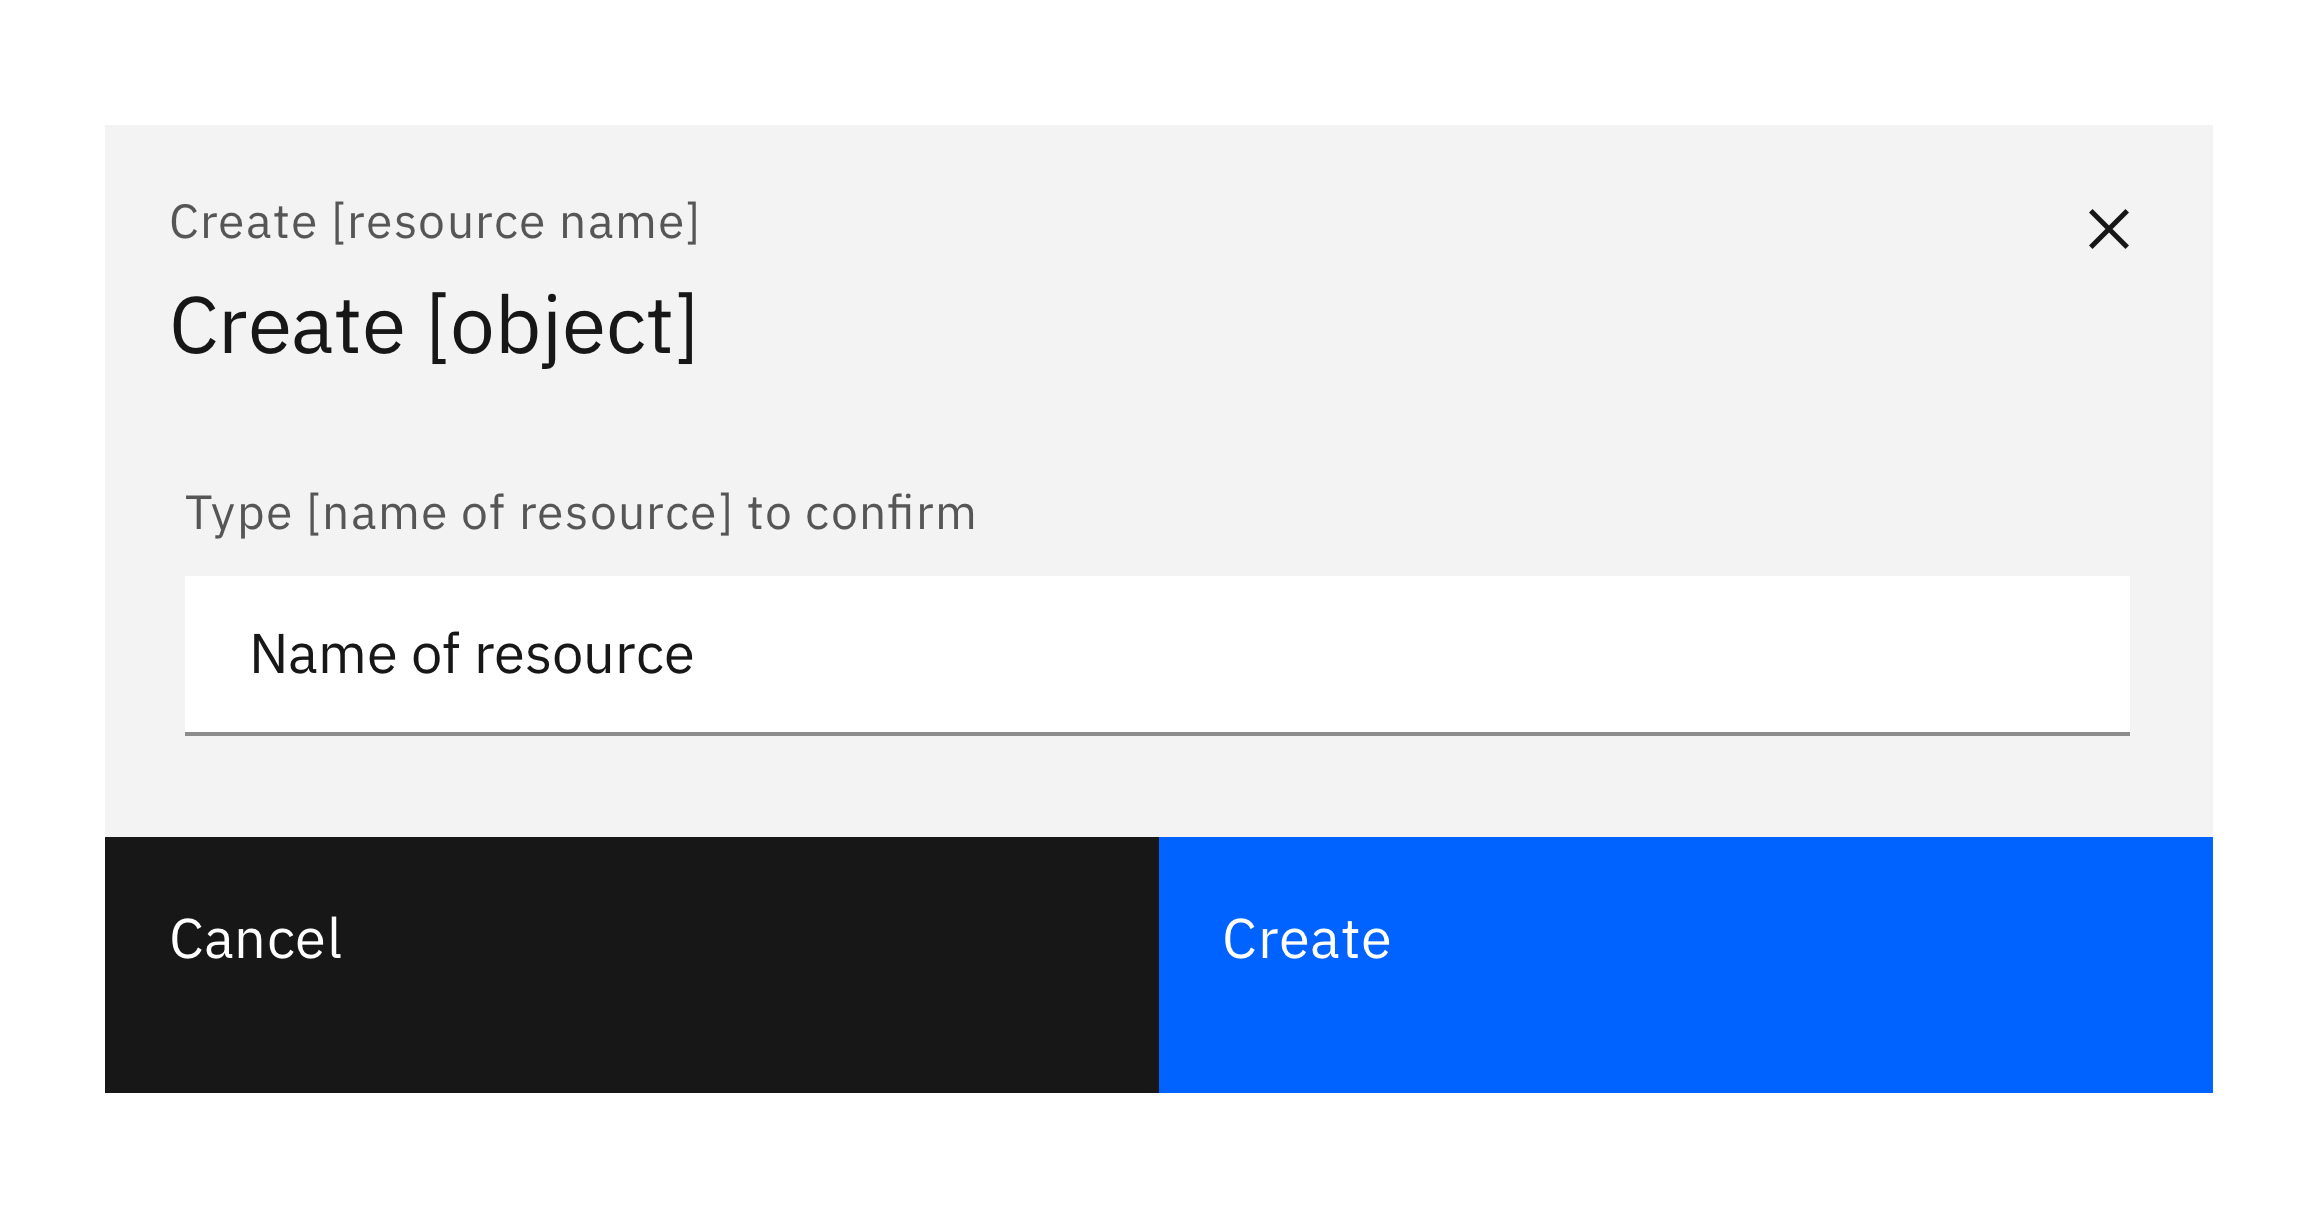 Create [resource name]
Create [object]
Type [name of resource] to confirm
Name of resource
Cancel
Create